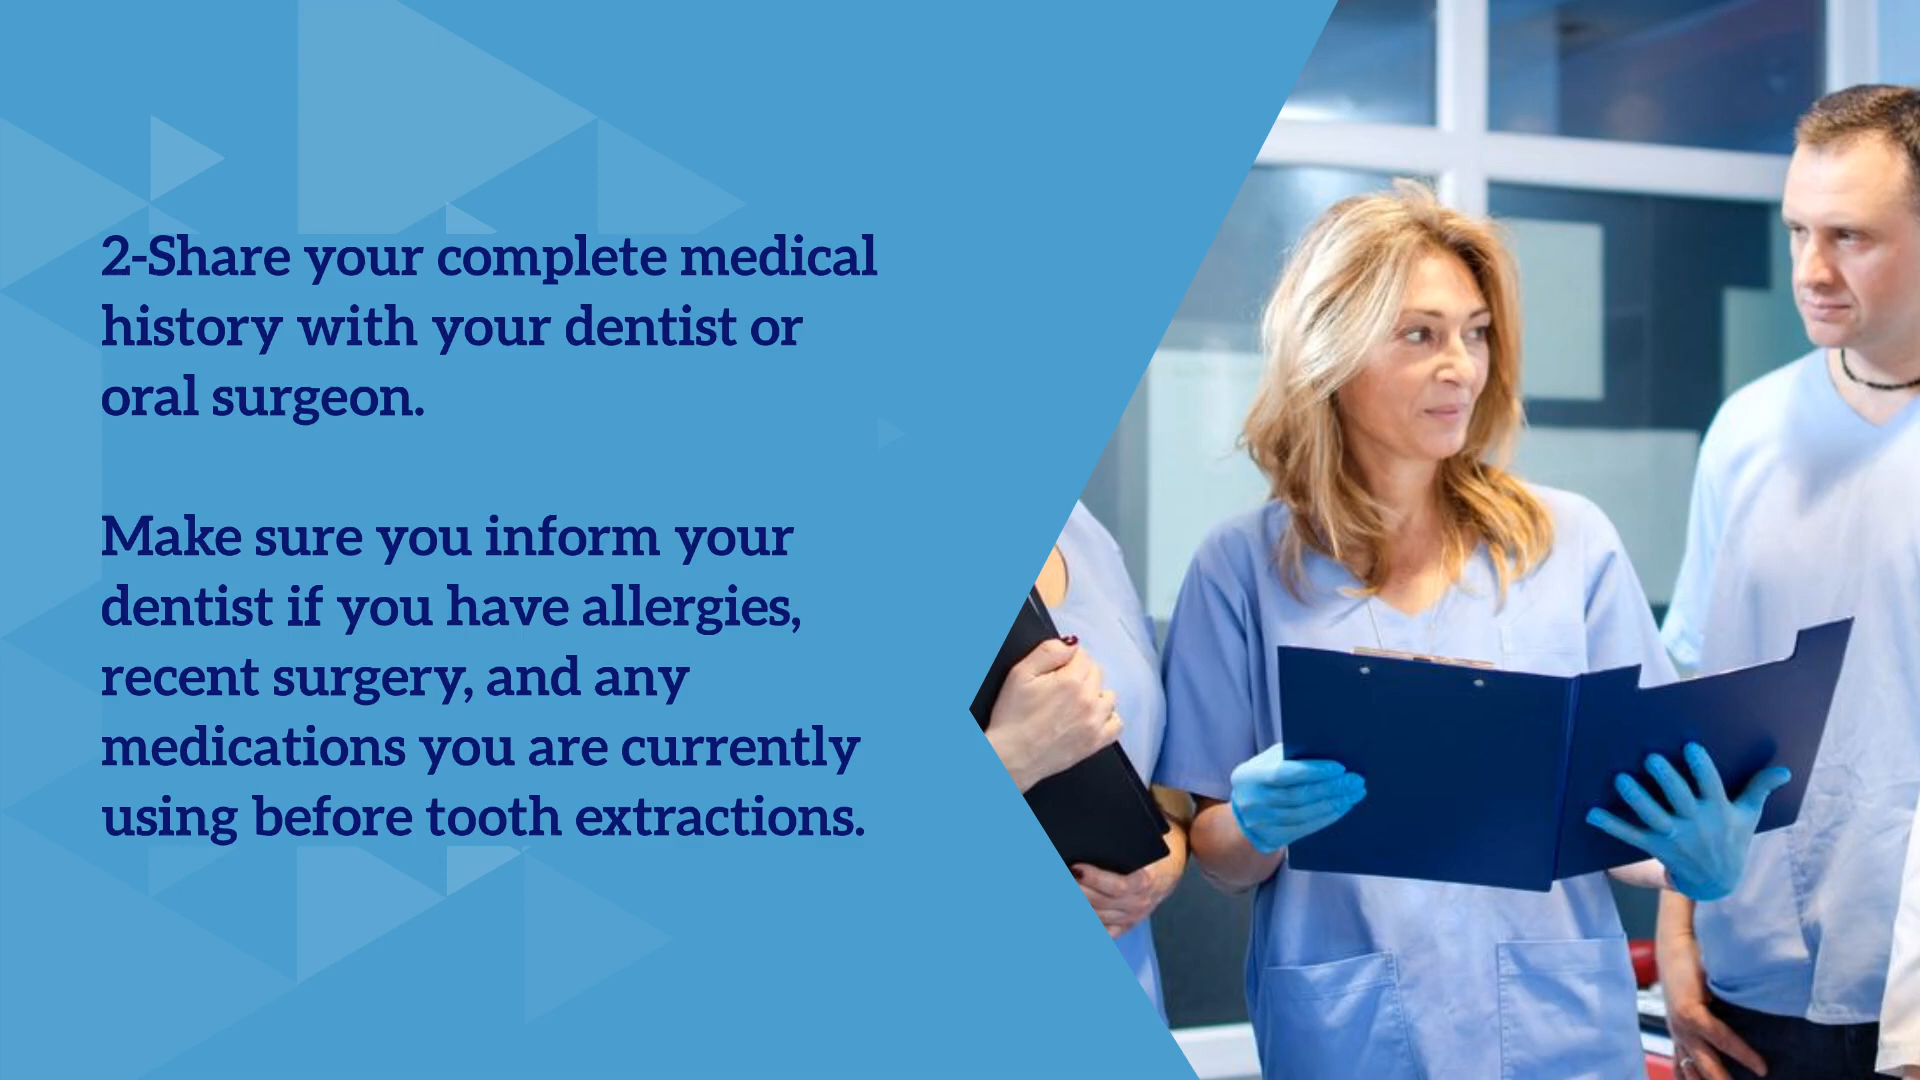 2-Share your complete medical
history with your dentist or
oral surgeon.
Make sure you inform your
dentist if you have allergies,
recent surgery, and any
medications you are currently
using before tooth extractions.